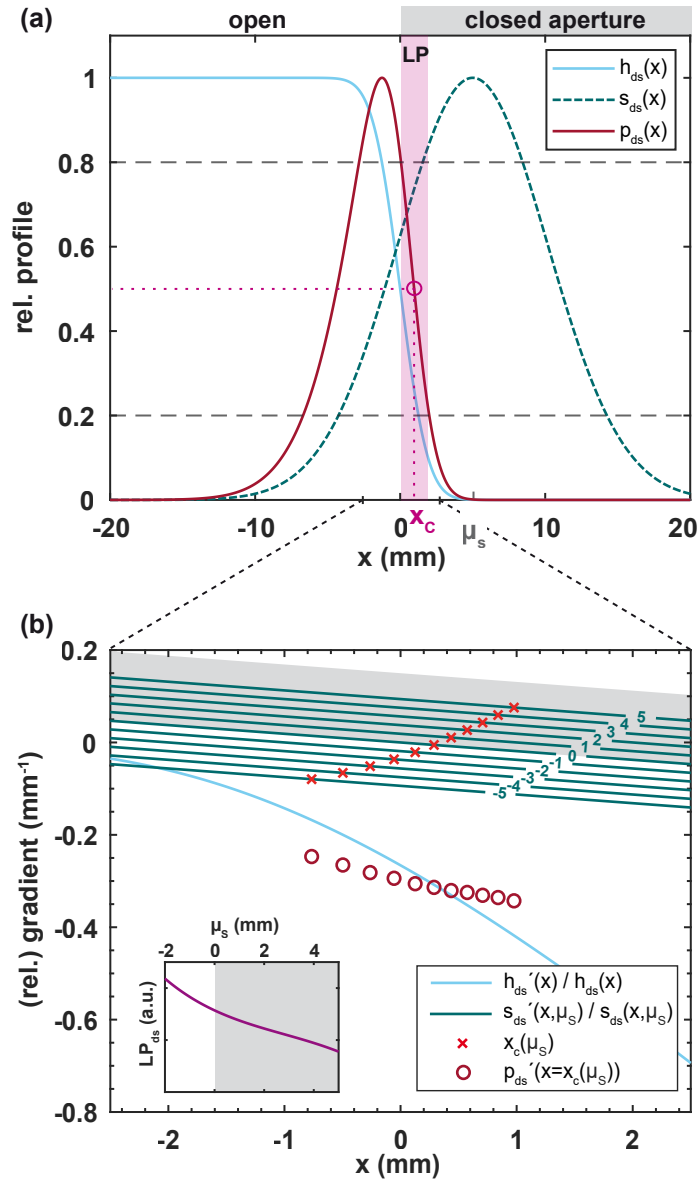 (a)
open
closed aperture
LP
h_ds(x)
s_ds(x)
p_ds(x)
rel. profile
1
0.8
0.6
0.4
0.2
0
-20
-10
0
10
20
x_c
μ_s
x (mm)
(b)
(rel.) gradient (mm⁻¹)
0.2
0
-0.2
-0.4
-0.6
-0.8
5
4
3
2
1
0
-1
-2
-3
-4
-5
μ_s (mm)
-2
0
2
4
LP_ds (a.u.)
h_ds´(x) / h_ds(x)
s_ds´(x,μ_S) / s_ds(x,μ_S)
x_c(μ_S)
p_ds´(x=x_c(μ_S))
-2
-1
0
1
2
x (mm)